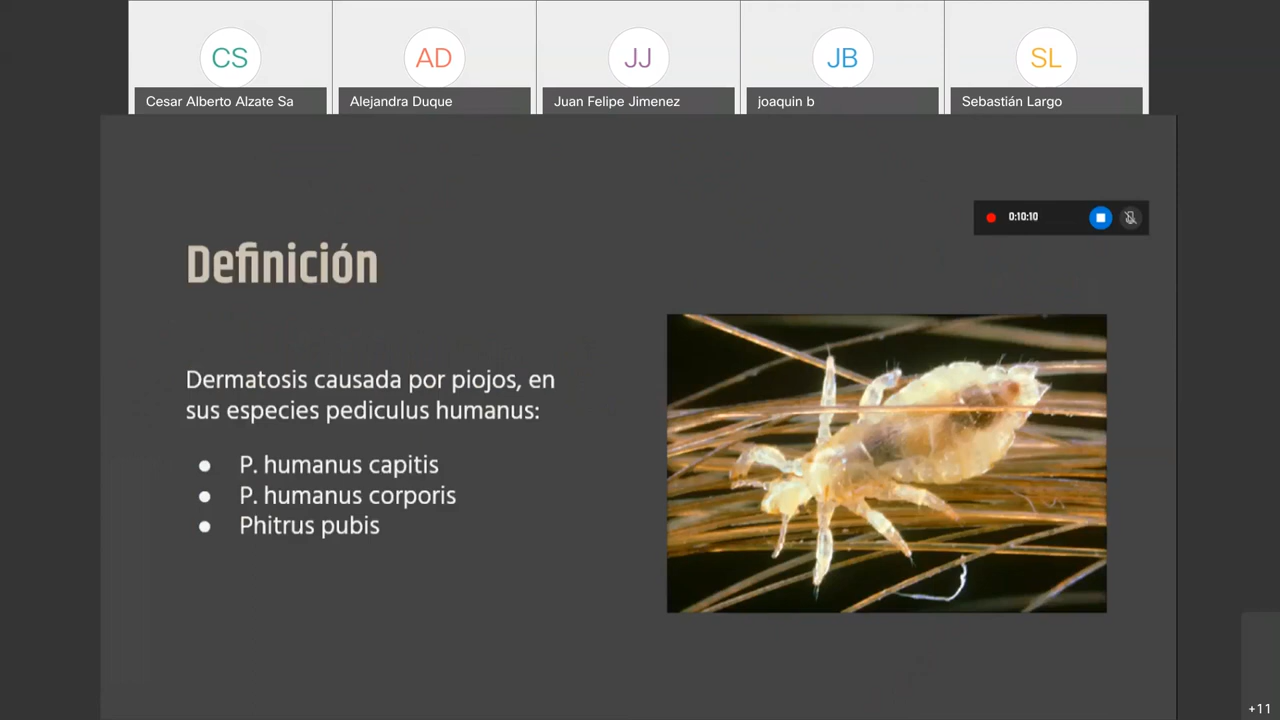 CS
AD
JJ
JB
SL
Cesar Alberto Alzate Sa
Alejandra Duque
Juan Felipe Jimenez
joaquin b
Sebastián Largo
0:10:10
Definición
Dermatosis causada por piojos, en
sus especies pediculus humanus:
● P. humanus capitis
● P. humanus corporis
● Phitrus pubis
+11